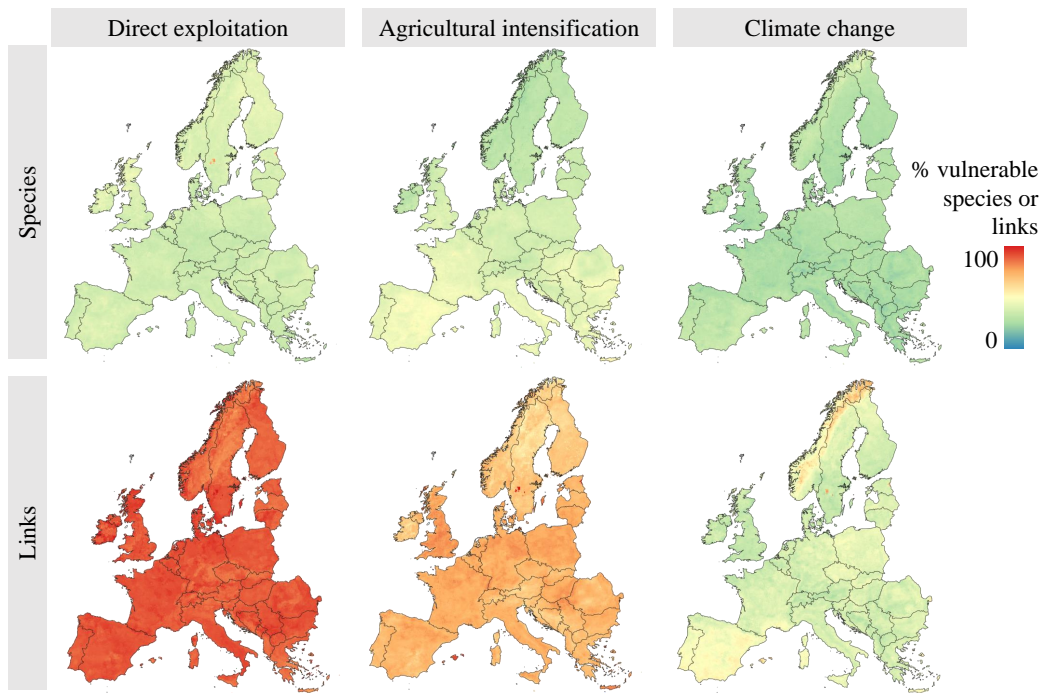 Direct exploitation
Agricultural intensification
Climate change
Species
% vulnerable
species or
links
100
0
Links